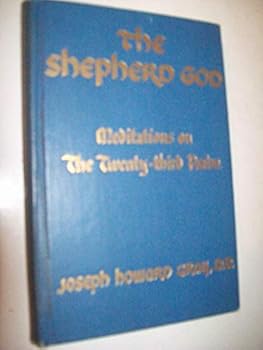 The
Shepherd God
Meditations on
The Twenty-third Psalm
Joseph Howard Gray,